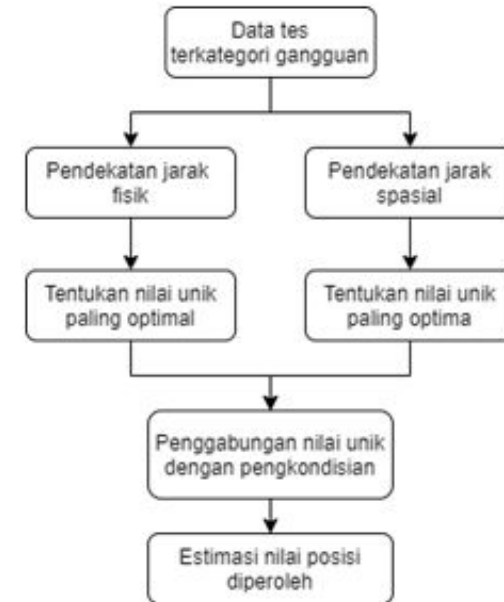 Data tes
terkategori gangguan
Pendekatan jarak
fisik
Pendekatan jarak
spasial
Tentukan nilai unik
paling optimal
Tentukan nilai unik
paling optima
Penggabungan nilai unik
dengan pengkondisian
Estimasi nilai posisi
diperoleh